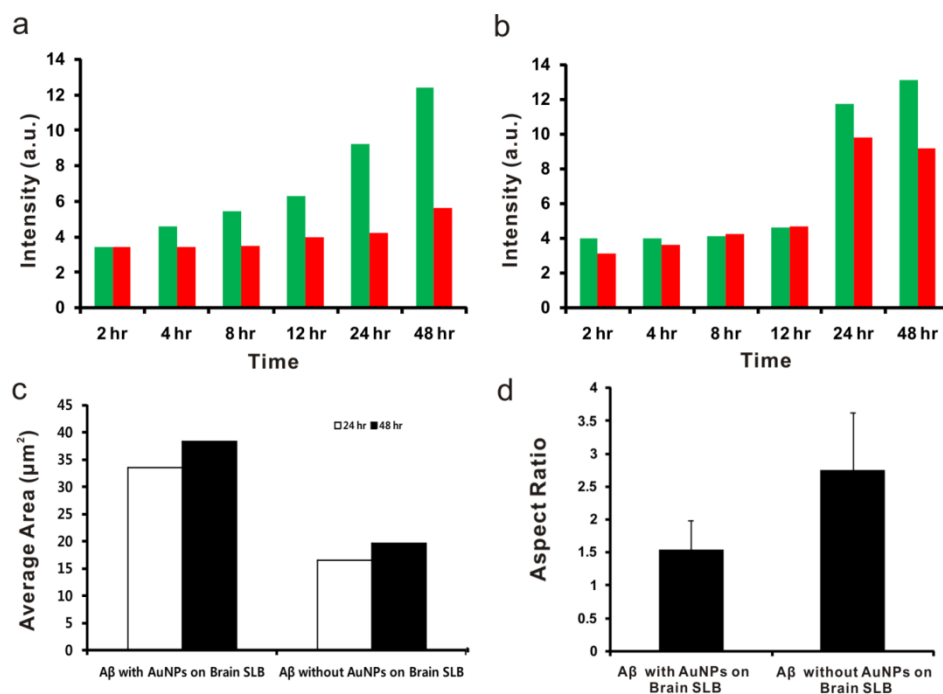 a
14
12
10
8
6
4
2
0
Intensity (a.u.)
2 hr 4 hr 8 hr 12 hr 24 hr 48 hr
Time
b
14
12
10
8
6
4
2
0
Intensity (a.u.)
2 hr 4 hr 8 hr 12 hr 24 hr 48 hr
Time
c
45
40
35
30
25
20
15
10
5
0
Average Area (µm²)
24 hr 48 hr
Aβ with AuNPs on Brain SLB Aβ without AuNPs on Brain SLB
d
4
3.5
3
2.5
2
1.5
1
0.5
0
Aspect Ratio
Aβ with AuNPs on
Brain SLB
Aβ without AuNPs on
Brain SLB